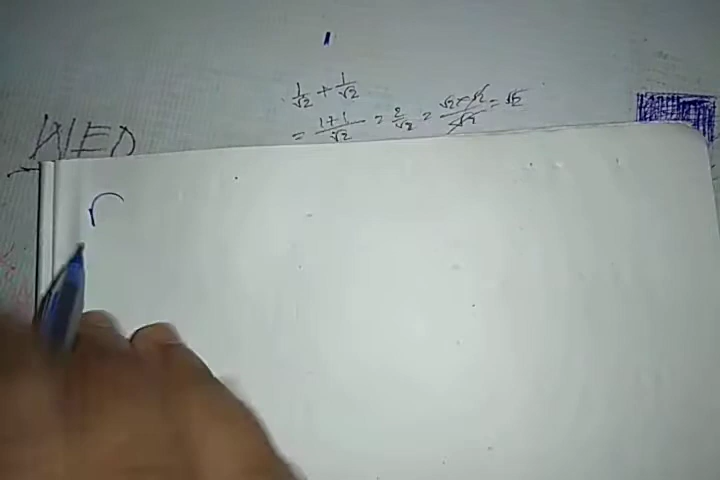 1/√2 + 1/√2
= 1+1/√2 = 2/√2 = √2×√2/√2 = √2
WED
r